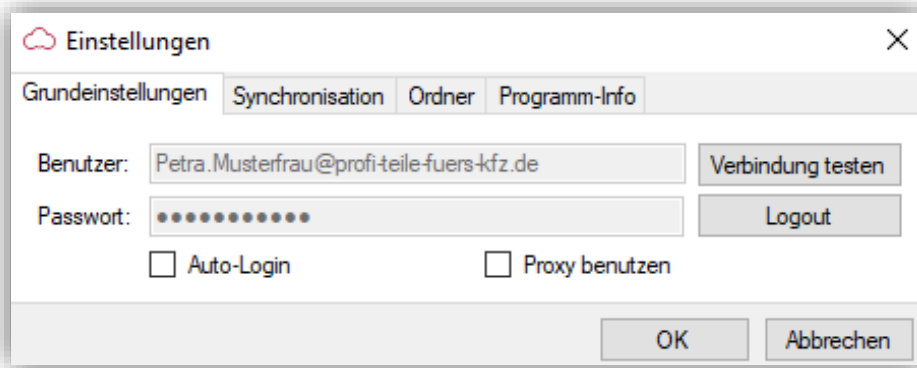 Einstellungen
Grundeinstellungen Synchronisation Ordner Programm-Info
Benutzer: Petra.Musterfrau@profi-teile-fuers-kfz.de Verbindung testen
Passwort: ●●●●●●●●●●● Logout
Auto-Login Proxy benutzen
OK Abbrechen